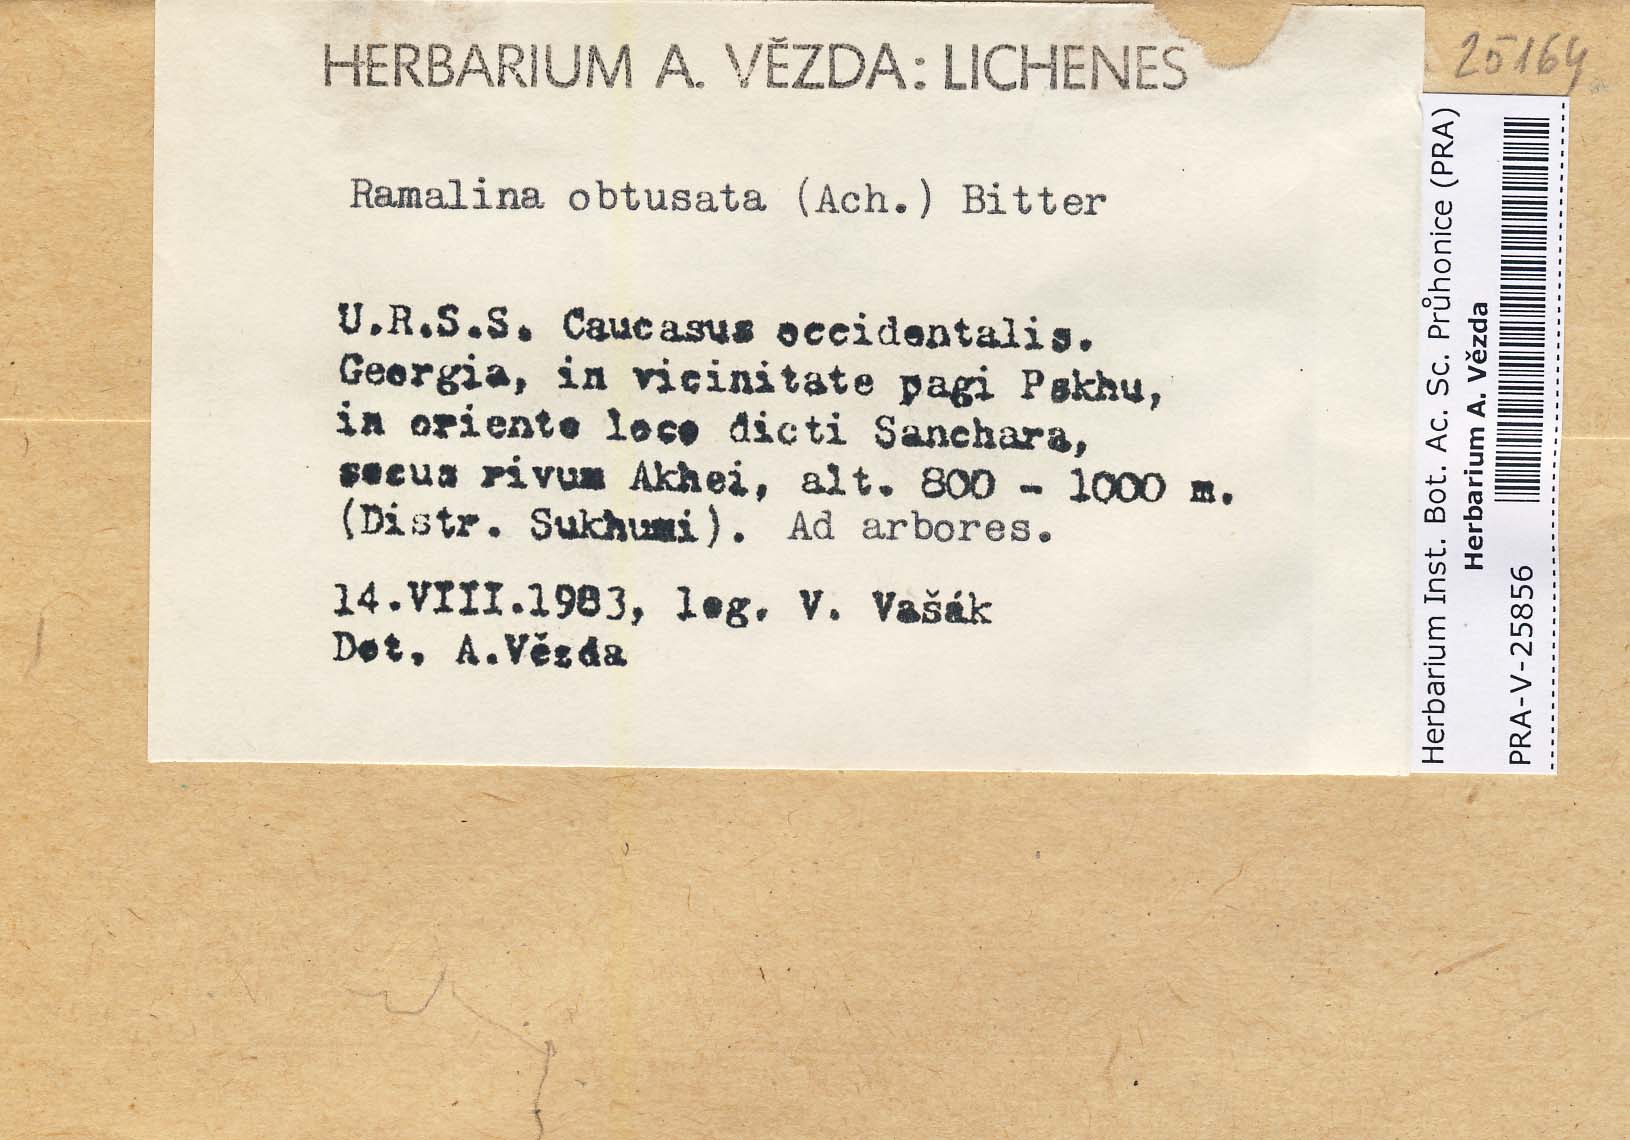 HERBARIUM A. VĚZDA: LICHENES
25164
Ramalina obtusata (Ach.) Bitter
U.R.S.S. Caucasus occidentalis.
Georgia, in vicinitate pagi Pskhu,
in oriente loco dicti Sanchara,
secus rivum Akhei, alt. 800 - 1000 m.
(Distr. Sukhumi). Ad arbores.
14.VIII.1983, leg. V. Vašák
Det. A.Vězda
Herbarium Inst. Bot. Ac. Sc. Průhonice (PRA)
Herbarium A. Vězda
PRA-V-25856